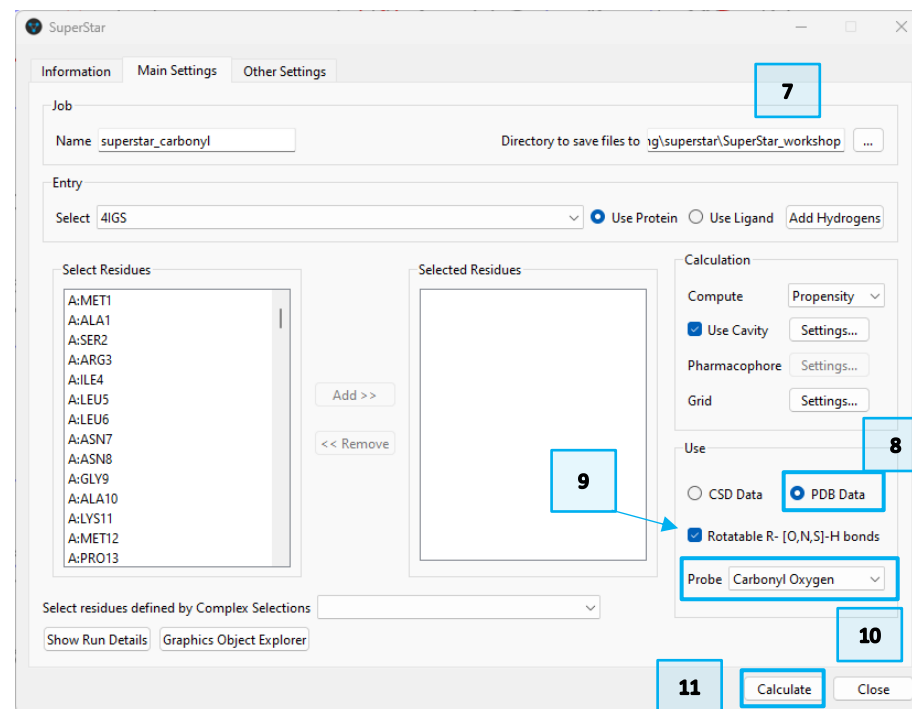 SuperStar
Information Main Settings Other Settings
7
Job
Name superstar_carbonyl Directory to save files to ng\superstar\SuperStar_workshop ...
Entry
Select 4IGS Use Protein Use Ligand Add Hydrogens
Select Residues
A:MET1
A:ALA1
A:SER2
A:ARG3
A:ILE4
A:LEU5
A:LEU6
A:ASN7
A:ASN8
A:GLY9
A:ALA10
A:LYS11
A:MET12
A:PRO13
Add >>
<< Remove
Selected Residues
Calculation
Compute Propensity
Use Cavity Settings...
Pharmacophore Settings...
Grid Settings...
8
Use
9
CSD Data PDB Data
Rotatable R- [O,N,S]-H bonds
Probe Carbonyl Oxygen
10
Select residues defined by Complex Selections
Show Run Details Graphics Object Explorer
11
Calculate Close